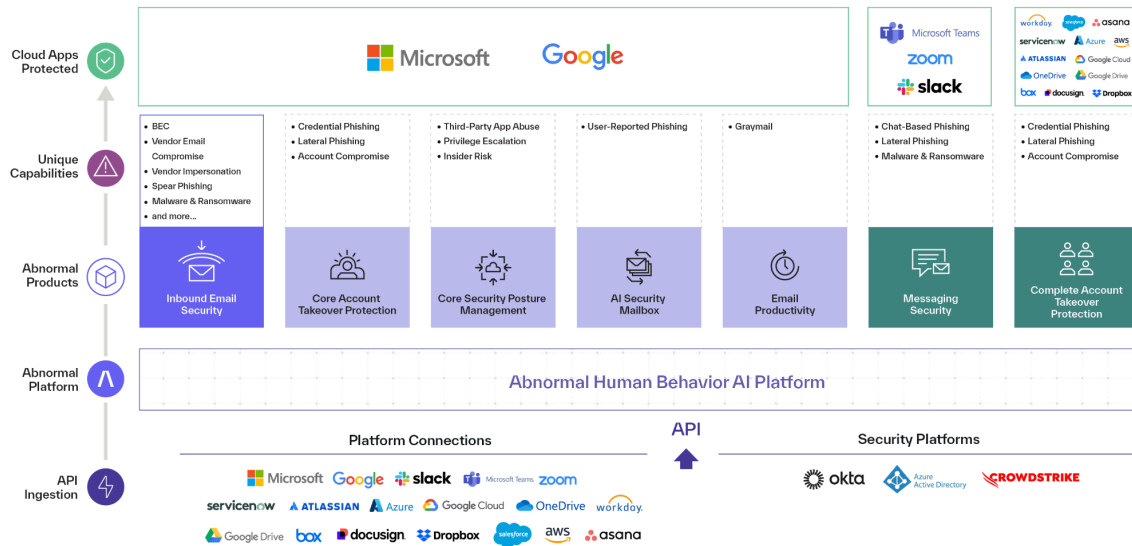 Cloud Apps
Protected
Microsoft
Google
Microsoft Teams
zoom
slack
workday.
salesforce
asana
servicenow
Azure
aws
ATLASSIAN
Google Cloud
OneDrive
Google Drive
box
docusign.
Dropbox
Unique
Capabilities
• BEC
• Vendor Email
Compromise
• Vendor Impersonation
• Spear Phishing
• Malware & Ransomware
• and more...
• Credential Phishing
• Lateral Phishing
• Account Compromise
• Third-Party App Abuse
• Privilege Escalation
• Insider Risk
• User-Reported Phishing
• Graymail
• Chat-Based Phishing
• Lateral Phishing
• Malware & Ransomware
• Credential Phishing
• Lateral Phishing
• Account Compromise
Abnormal
Products
Inbound Email
Security
Core Account
Takeover Protection
Core Security Posture
Management
AI Security
Mailbox
Email
Productivity
Messaging
Security
Complete Account
Takeover
Protection
Abnormal
Platform
Abnormal Human Behavior AI Platform
API
Ingestion
Platform Connections
API
Security Platforms
Microsoft
Google
slack
Microsoft Teams
zoom
servicenow
ATLASSIAN
Azure
Google Cloud
OneDrive
workday.
Google Drive
box
docusign.
Dropbox
salesforce
aws
asana
okta
Azure
Active Directory
CROWDSTRIKE